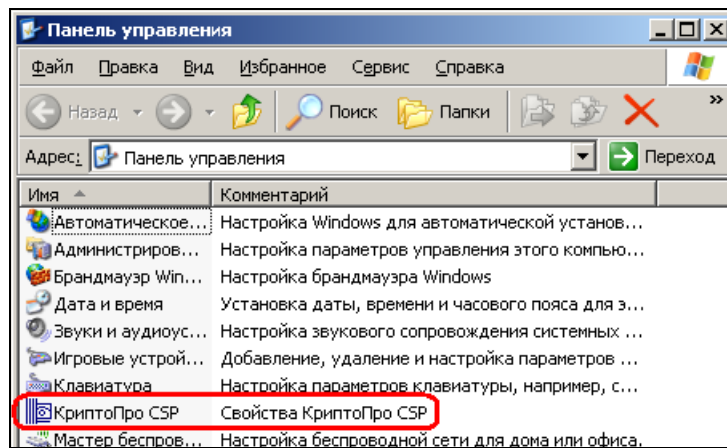 Панель управления
Файл Правка Вид Избранное Сервис Справка
Назад Поиск Папки »
Адрес: Панель управления Переход
Имя Комментарий
Автоматическое... Настройка Windows для автоматической установ...
Администриров... Настройка параметров управления этого компью...
Брандмауэр Win... Настройка брандмауэра Windows
Дата и время Установка даты, времени и часового пояса для э...
Звуки и аудиоус... Настройка звукового сопровождения системных ...
Игровые устрой... Добавление, удаление и настройка параметров ...
Клавиатура Настройка параметров клавиатуры, например, с...
КриптоПро CSP Свойства КриптоПро CSP
Мастер беспров... Настройка беспроводной сети для дома или офиса.